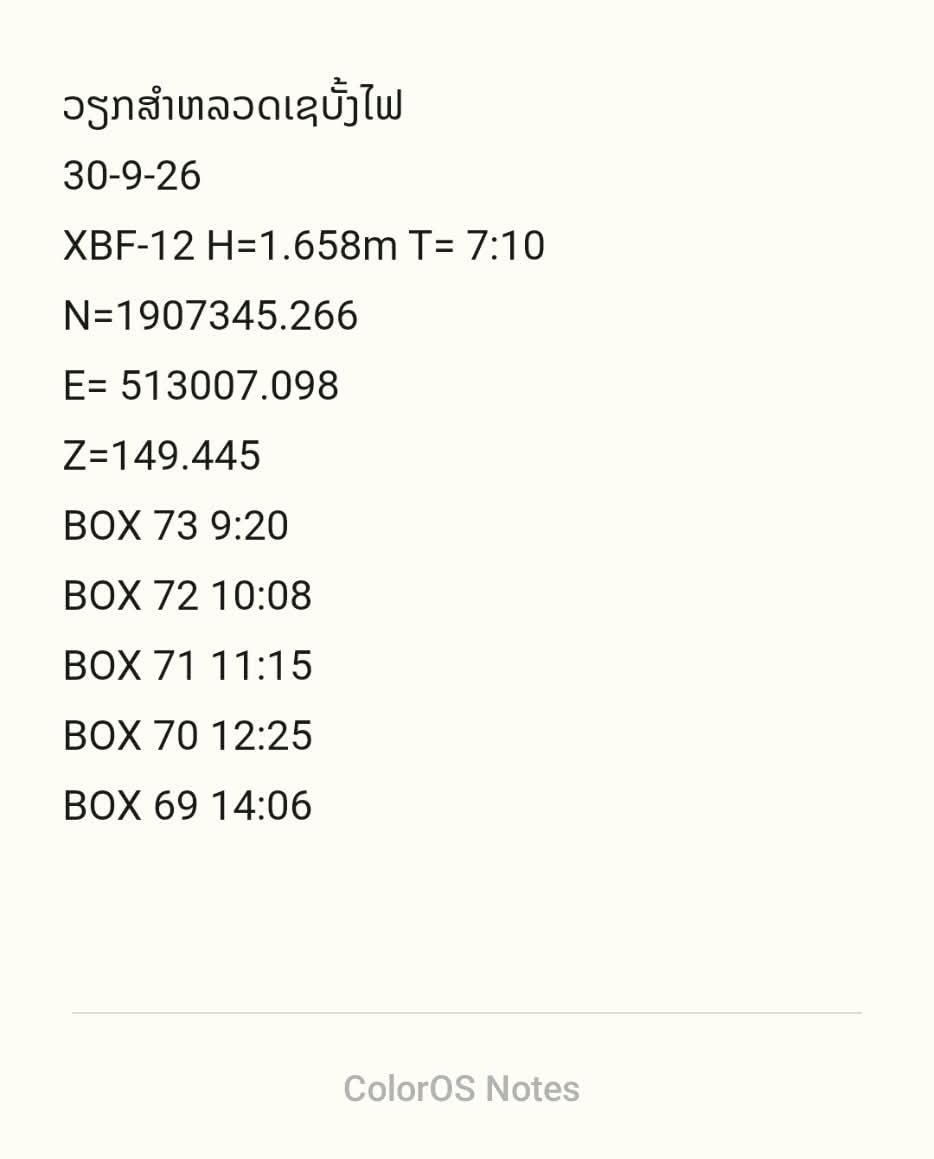 ວຽກສຳຫລວດເຊບັ້ງໄຟ
30-9-26
XBF-12 H=1.658m T= 7:10
N=1907345.266
E= 513007.098
Z=149.445
BOX 73 9:20
BOX 72 10:08
BOX 71 11:15
BOX 70 12:25
BOX 69 14:06
ColorOS Notes